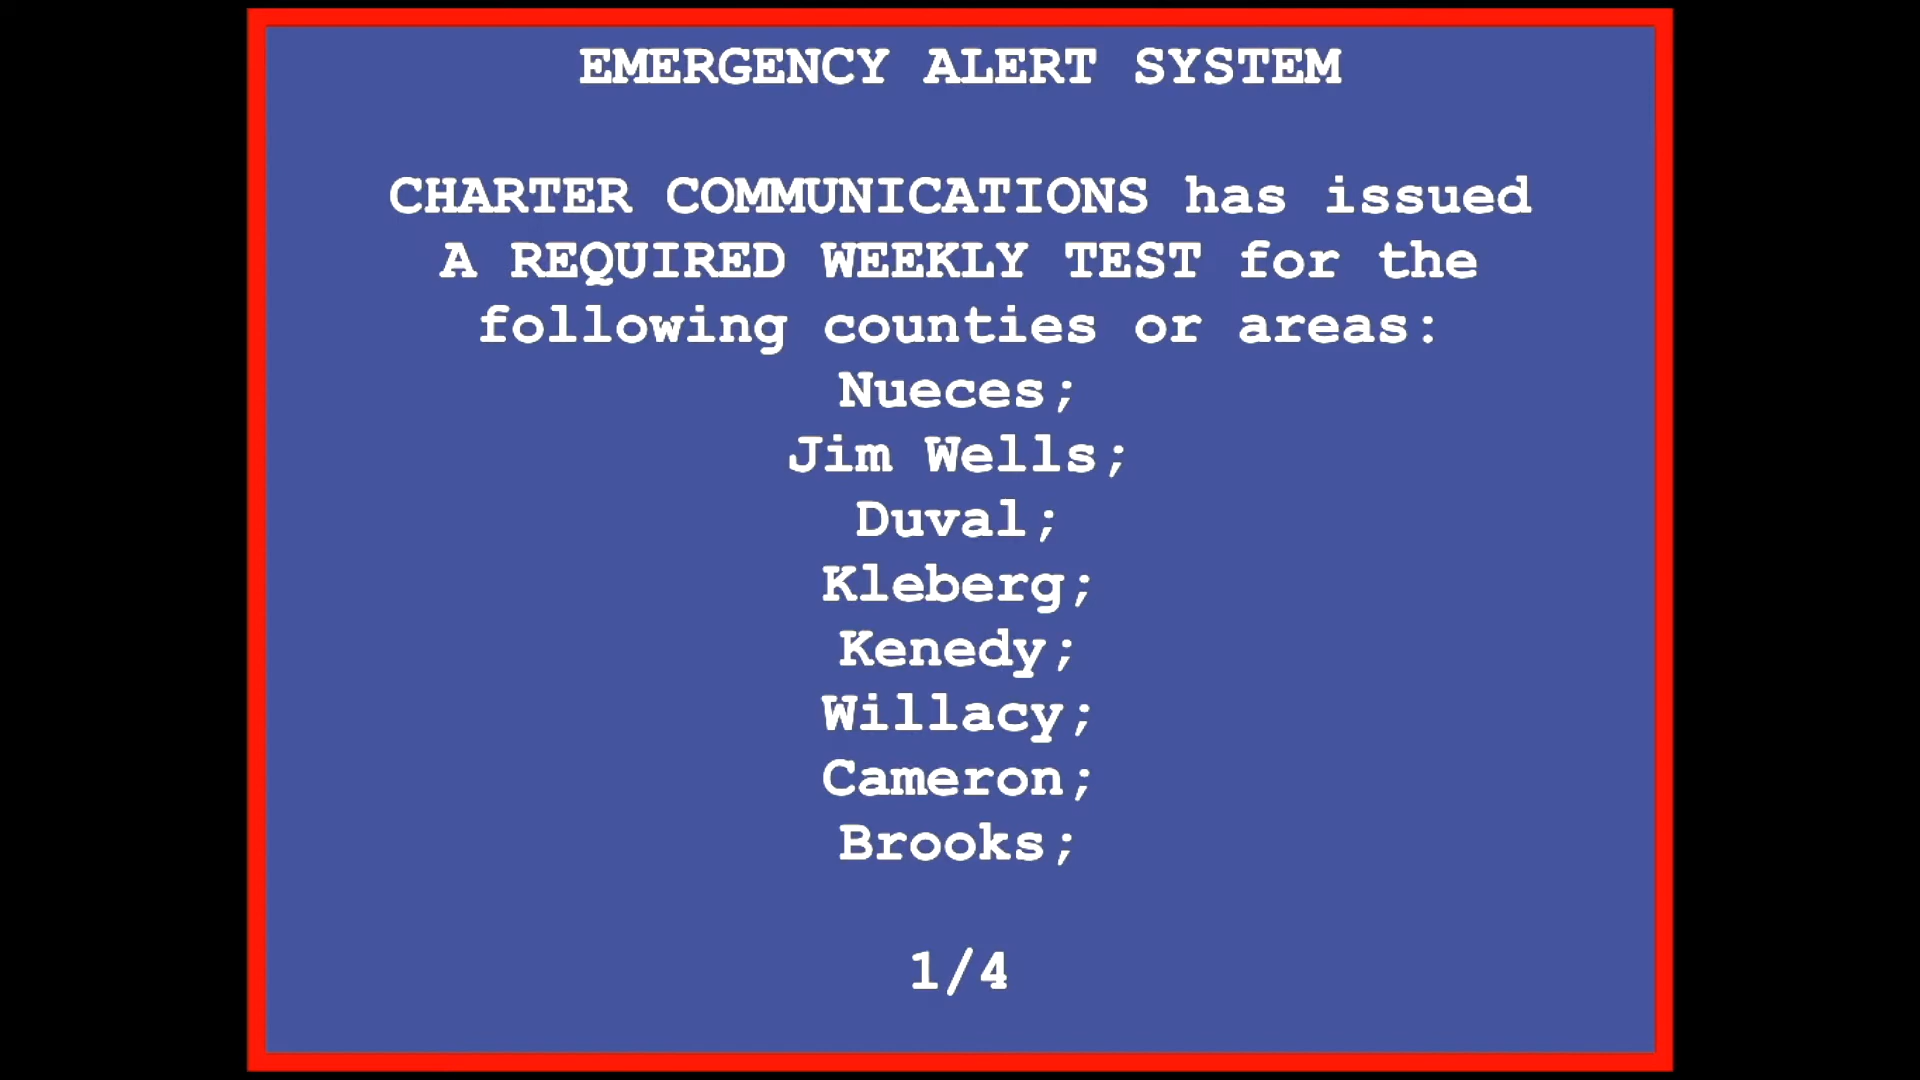 EMERGENCY ALERT SYSTEM
CHARTER COMMUNICATIONS has issued
A REQUIRED WEEKLY TEST for the
following counties or areas:
Nueces;
Jim Wells;
Duval;
Kleberg;
Kenedy;
Willacy;
Cameron;
Brooks;
1/4